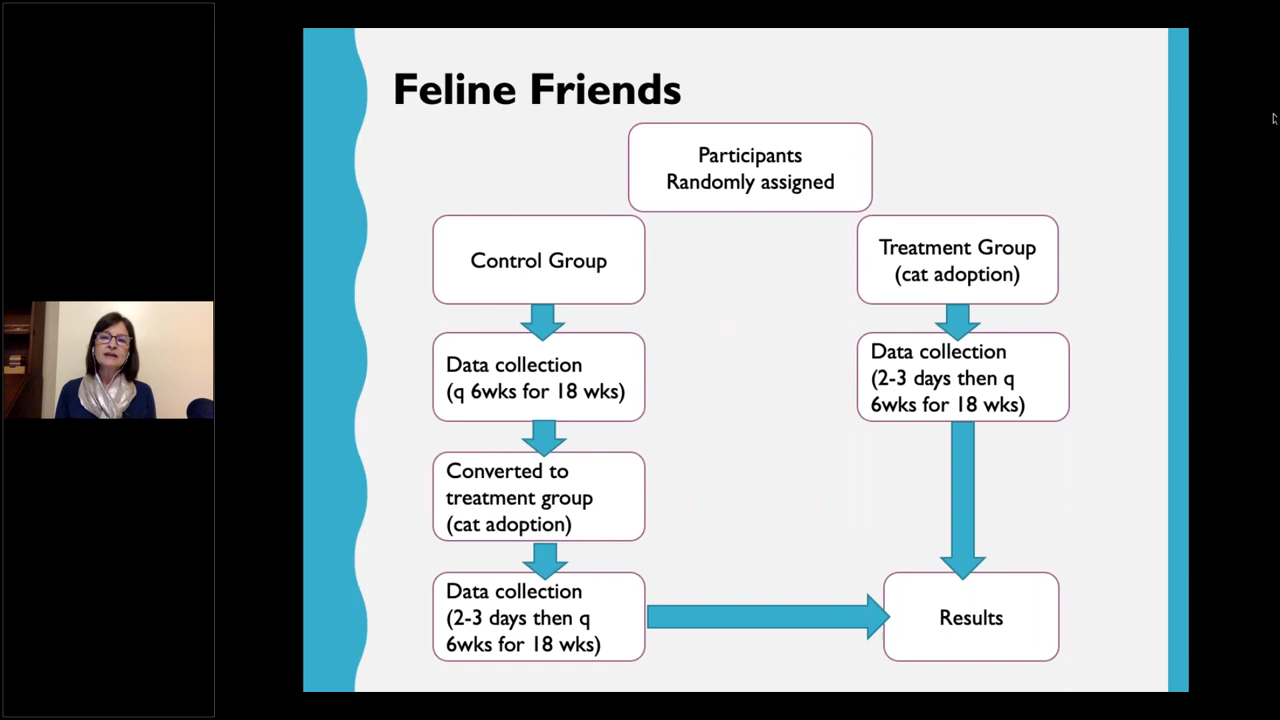 Feline Friends
Participants
Randomly assigned
Control Group
Treatment Group
(cat adoption)
Data collection
(q 6wks for 18 wks)
Data collection
(2-3 days then q
6wks for 18 wks)
Converted to
treatment group
(cat adoption)
Data collection
(2-3 days then q
6wks for 18 wks)
Results